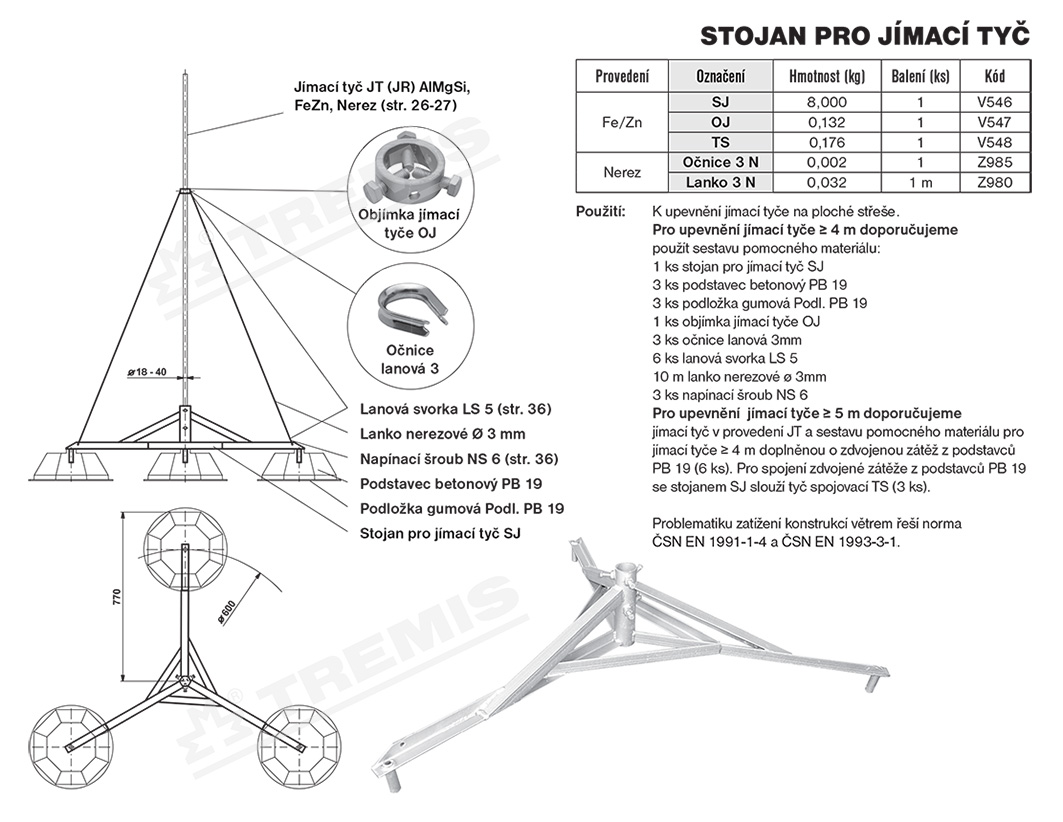 STOJAN PRO JÍMACÍ TYČ
Provedení Označení Hmotnost (kg) Balení (ks) Kód
Fe/Zn
SJ 8,000 1 V546
OJ 0,132 1 V547
TS 0,176 1 V548
Nerez
Očnice 3 N 0,002 1 Z985
Lanko 3 N 0,032 1 m Z980
Použití: K upevnění jímací tyče na ploché střeše.
Pro upevnění jímací tyče ≥ 4 m doporučujeme
použít sestavu pomocného materiálu:
1 ks stojan pro jímací tyč SJ
3 ks podstavec betonový PB 19
3 ks podložka gumová Podl. PB 19
1 ks objímka jímací tyče OJ
3 ks očnice lanová 3mm
6 ks lanová svorka LS 5
10 m lanko nerezové ø 3mm
3 ks napínací šroub NS 6
Pro upevnění jímací tyče ≥ 5 m doporučujeme
jímací tyč v provedení JT a sestavu pomocného materiálu pro
jímací tyče ≥ 4 m doplněnou o zdvojenou zátěž z podstavců
PB 19 (6 ks). Pro spojení zdvojené zátěže z podstavců PB 19
se stojanem SJ slouží tyč spojovací TS (3 ks).
Problematiku zatížení konstrukcí větrem řeší norma
ČSN EN 1991-1-4 a ČSN EN 1993-3-1.
Jímací tyč JT (JR) AlMgSi,
FeZn, Nerez (str. 26-27)
Objímka jímací
tyče OJ
Očnice
lanová 3
ø 18 - 40
Lanová svorka LS 5 (str. 36)
Lanko nerezové Ø 3 mm
Napínací šroub NS 6 (str. 36)
Podstavec betonový PB 19
Podložka gumová Podl. PB 19
Stojan pro jímací tyč SJ
770
ø 600
TREMIS
TREMIS